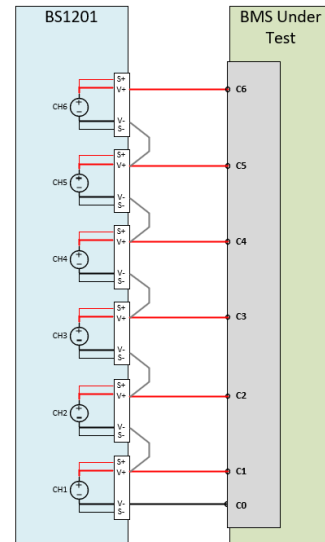 BS1201
BMS Under
Test
S+
V+
CH6
V-
S-
C6
S+
V+
CH5
V-
S-
C5
S+
V+
CH4
V-
S-
C4
S+
V+
CH3
V-
S-
C3
S+
V+
CH2
V-
S-
C2
S+
V+
CH1
V-
S-
C1
C0